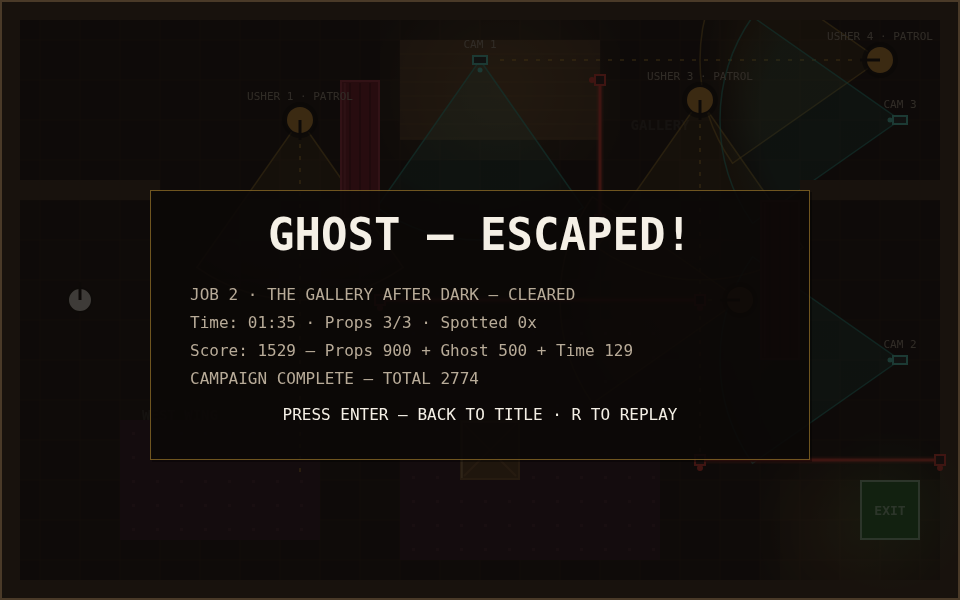 CAM 1
USHER 4 · PATROL
USHER 3 · PATROL
USHER 1 · PATROL
CAM 3
GALLERY
GHOST — ESCAPED!
JOB 2 · THE GALLERY AFTER DARK — CLEARED
Time: 01:35 · Props 3/3 · Spotted 0x
Score: 1529 — Props 900 + Ghost 500 + Time 129
CAM 2
CAMPAIGN COMPLETE — TOTAL 2774
PRESS ENTER — BACK TO TITLE · R TO REPLAY
EXIT